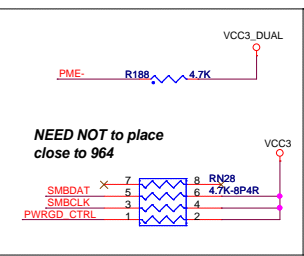 VCC3_DUAL
PME- R188 4.7K
NEED NOT to place
close to 964
VCC3
7 8 RN28
SMBDAT 5 6 4.7K-8P4R
SMBCLK 3 4
PWRGD_CTRL 1 2